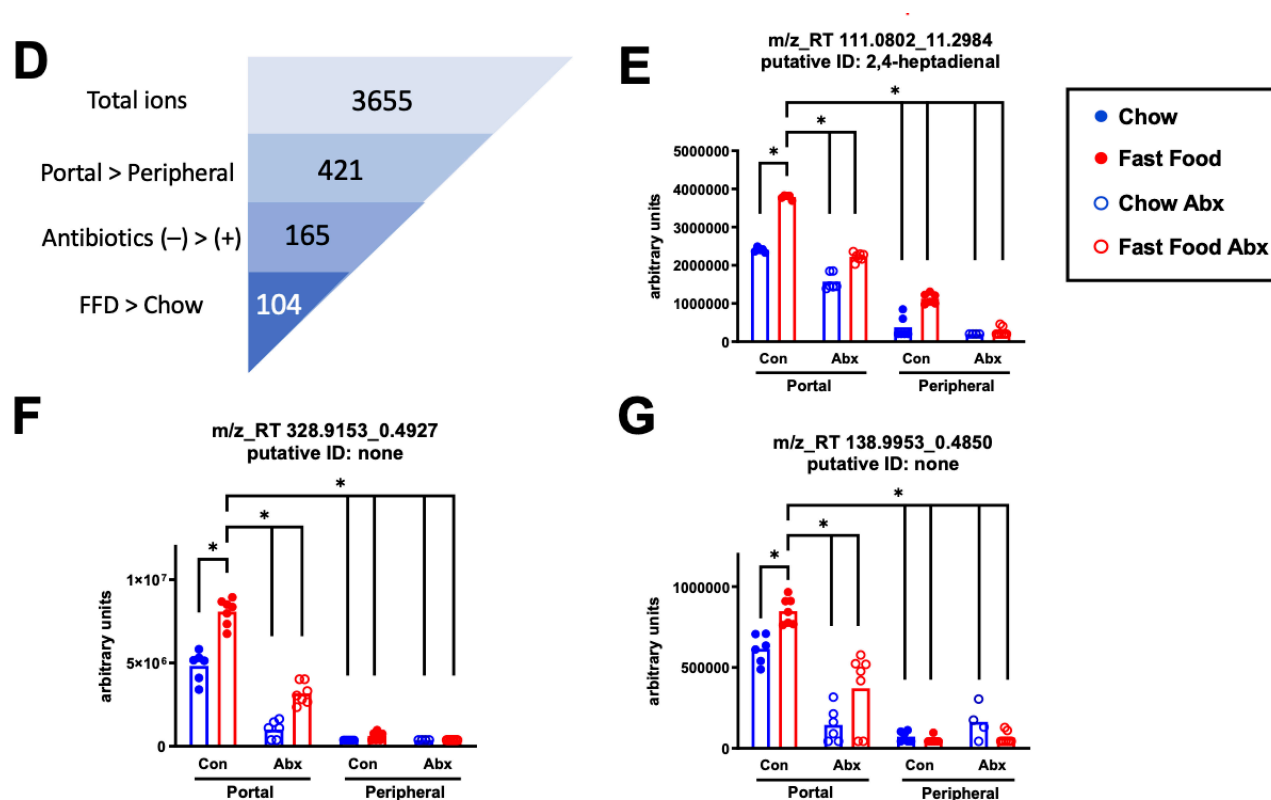 D
Total ions 3655
Portal > Peripheral 421
Antibiotics (–) > (+) 165
FFD > Chow 104
E
m/z_RT 111.0802_11.2984
putative ID: 2,4-heptadienal
*
*
*
5000000
4000000
3000000
2000000
1000000
0
arbitrary units
Con Abx Con Abx
Portal Peripheral
Chow
Fast Food
Chow Abx
Fast Food Abx
F
m/z_RT 328.9153_0.4927
putative ID: none
*
*
*
1×10⁷
5×10⁶
0
arbitrary units
Con Abx Con Abx
Portal Peripheral
G
m/z_RT 138.9953_0.4850
putative ID: none
*
*
*
1000000
500000
0
arbitrary units
Con Abx Con Abx
Portal Peripheral